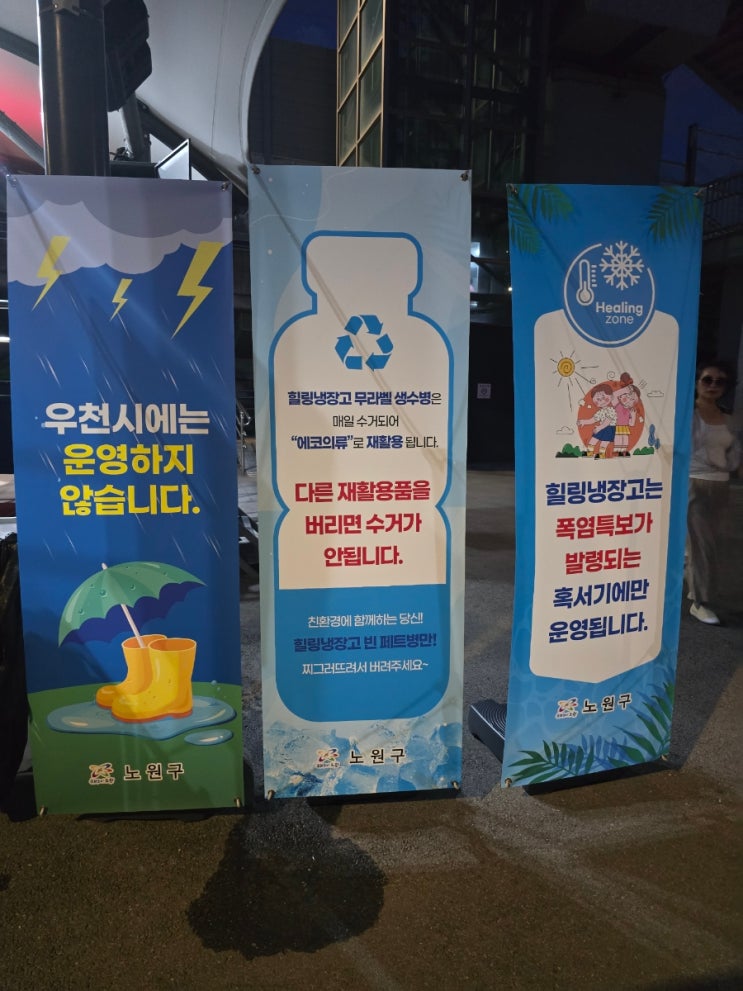 우천시에는
운영하지
않습니다.
노원구
힐링냉장고 무라벨 생수병은
매일 수거되어
“에코의류”로 재활용 됩니다.
다른 재활용품을
버리면 수거가
안됩니다.
친환경에 함께하는 당신!
힐링냉장고 빈 페트병만!
찌그러뜨려서 버려주세요~
노원구
Healing
zone
힐링냉장고는
폭염특보가
발령되는
혹서기에만
운영됩니다.
노원구